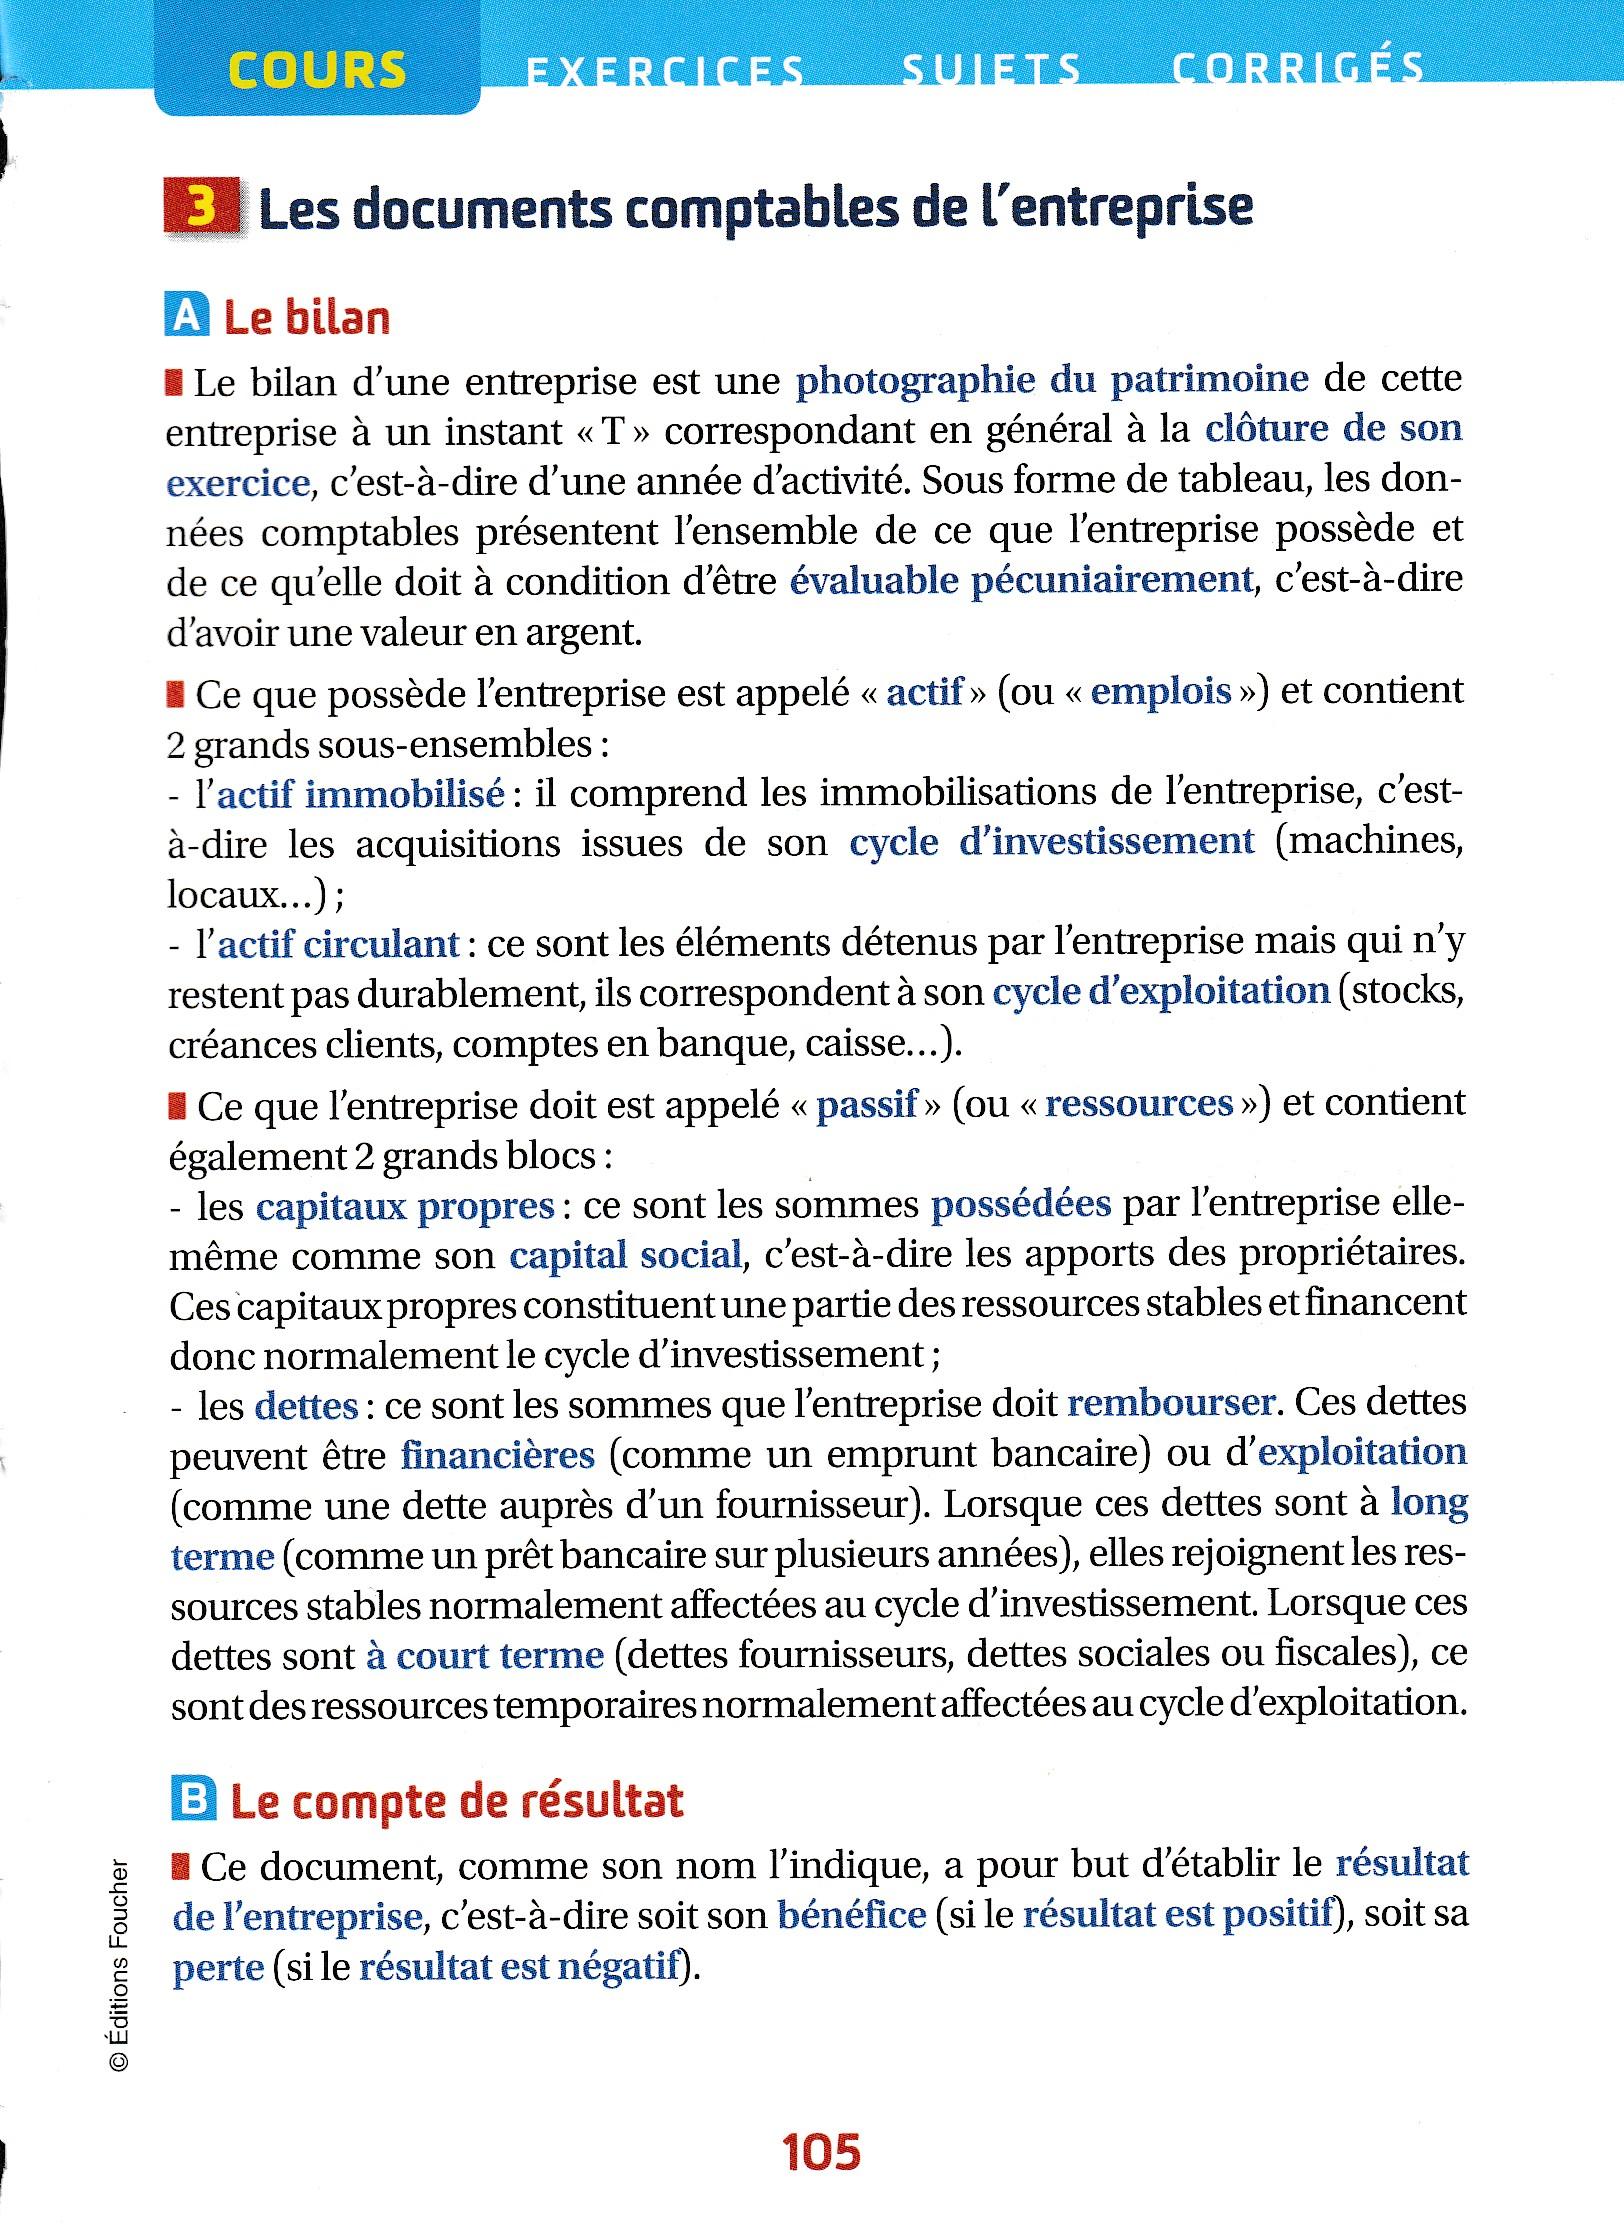 COURS EXERCICES SUJETS CORRIGÉS
3 Les documents comptables de l'entreprise
A Le bilan
Le bilan d'une entreprise est une photographie du patrimoine de cette
entreprise à un instant « T » correspondant en général à la clôture de son
exercice, c'est-à-dire d'une année d'activité. Sous forme de tableau, les don-
nées comptables présentent l'ensemble de ce que l'entreprise possède et
de ce qu'elle doit à condition d'être évaluable pécuniairement, c'est-à-dire
d'avoir une valeur en argent.
Ce que possède l'entreprise est appelé « actif » (ou « emplois ») et contient
2 grands sous-ensembles :
- l'actif immobilisé : il comprend les immobilisations de l'entreprise, c'est-
à-dire les acquisitions issues de son cycle d'investissement (machines,
locaux...) ;
- l'actif circulant : ce sont les éléments détenus par l'entreprise mais qui n'y
restent pas durablement, ils correspondent à son cycle d'exploitation (stocks,
créances clients, comptes en banque, caisse...).
Ce que l'entreprise doit est appelé « passif » (ou « ressources ») et contient
également 2 grands blocs :
- les capitaux propres : ce sont les sommes possédées par l'entreprise elle-
même comme son capital social, c'est-à-dire les apports des propriétaires.
Ces capitaux propres constituent une partie des ressources stables et financent
donc normalement le cycle d'investissement ;
- les dettes : ce sont les sommes que l'entreprise doit rembourser. Ces dettes
peuvent être financières (comme un emprunt bancaire) ou d'exploitation
(comme une dette auprès d'un fournisseur). Lorsque ces dettes sont à long
terme (comme un prêt bancaire sur plusieurs années), elles rejoignent les res-
sources stables normalement affectées au cycle d'investissement. Lorsque ces
dettes sont à court terme (dettes fournisseurs, dettes sociales ou fiscales), ce
sont des ressources temporaires normalement affectées au cycle d'exploitation.
B Le compte de résultat
Ce document, comme son nom l'indique, a pour but d'établir le résultat
de l'entreprise, c'est-à-dire soit son bénéfice (si le résultat est positif), soit sa
perte (si le résultat est négatif).
© Éditions Foucher
105